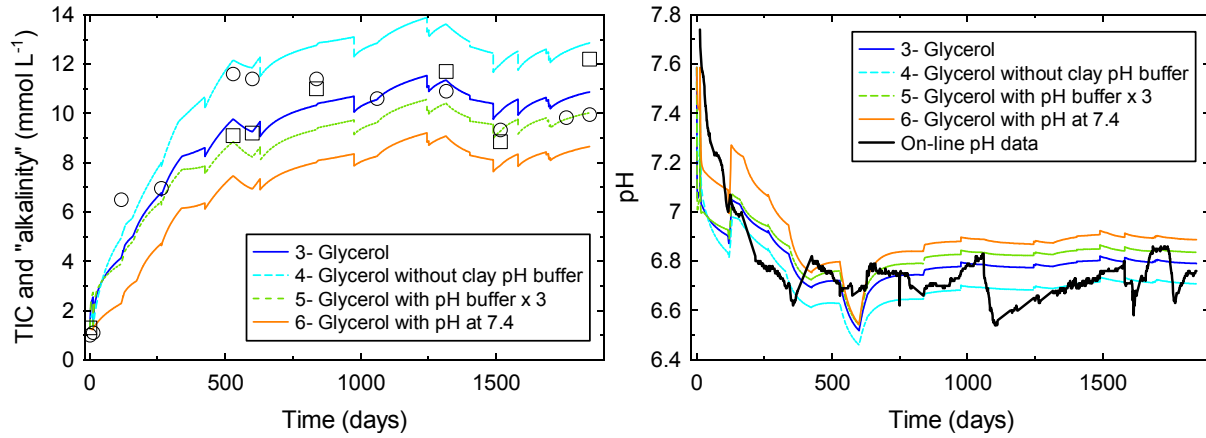 TIC and "alkalinity" (mmol L⁻¹)
14
12
10
8
6
4
2
0
0
500
1000
1500
Time (days)
3- Glycerol
4- Glycerol without clay pH buffer
5- Glycerol with pH buffer x 3
6- Glycerol with pH at 7.4
pH
7.8
7.6
7.4
7.2
7
6.8
6.6
6.4
0
500
1000
1500
Time (days)
3- Glycerol
4- Glycerol without clay pH buffer
5- Glycerol with pH buffer x 3
6- Glycerol with pH at 7.4
On-line pH data